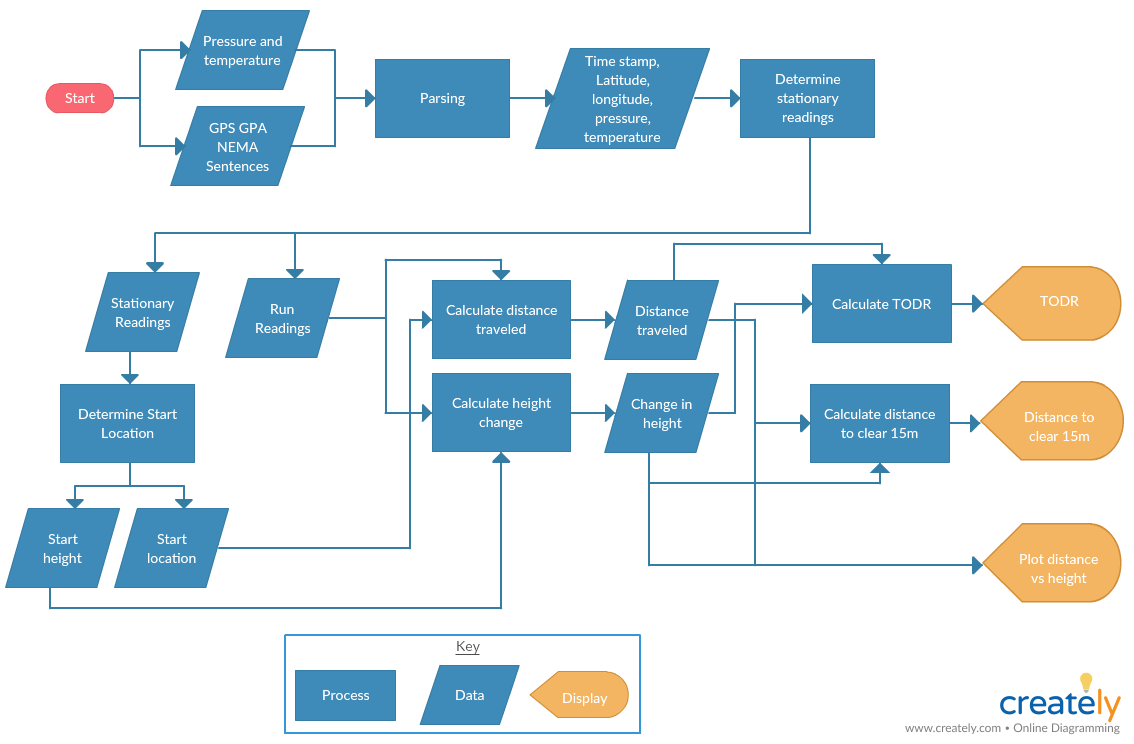 Start
Pressure and
temperature
GPS GPA
NEMA
Sentences
Parsing
Time stamp,
Latitude,
longitude,
pressure,
temperature
Determine
stationary
readings
Stationary
Readings
Run
Readings
Calculate distance
traveled
Distance
traveled
Calculate TODR
TODR
Determine Start
Location
Calculate height
change
Change in
height
Calculate distance
to clear 15m
Distance to
clear 15m
Start
height
Start
location
Plot distance
vs height
Key
Process
Data
Display
creately
www.creately.com • Online Diagramming